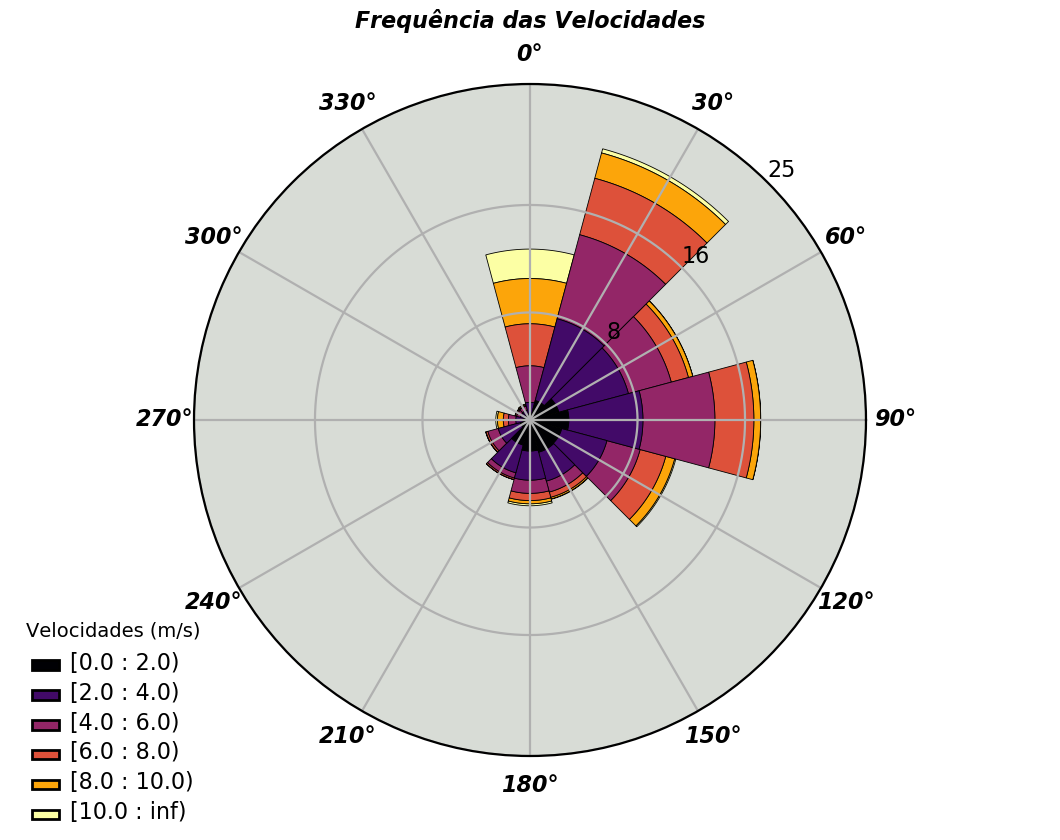 Frequência das Velocidades
0°
330°
30°
25
300°
60°
16
8
270°
90°
240°
120°
210°
150°
180°
Velocidades (m/s)
[0.0 : 2.0)
[2.0 : 4.0)
[4.0 : 6.0)
[6.0 : 8.0)
[8.0 : 10.0)
[10.0 : inf)